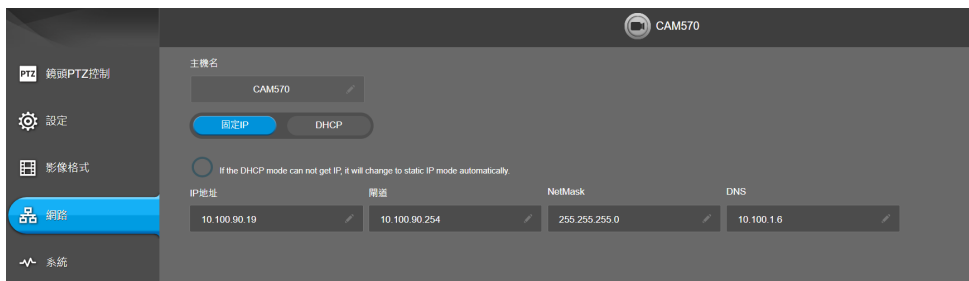 CAM570
PTZ 鏡頭PTZ控制
設定
影像格式
網路
系統
主機名
CAM570
固定IP DHCP
If the DHCP mode can not get IP, it will change to static IP mode automatically.
IP地址 閘道 NetMask DNS
10.100.90.19 10.100.90.254 255.255.255.0 10.100.1.6